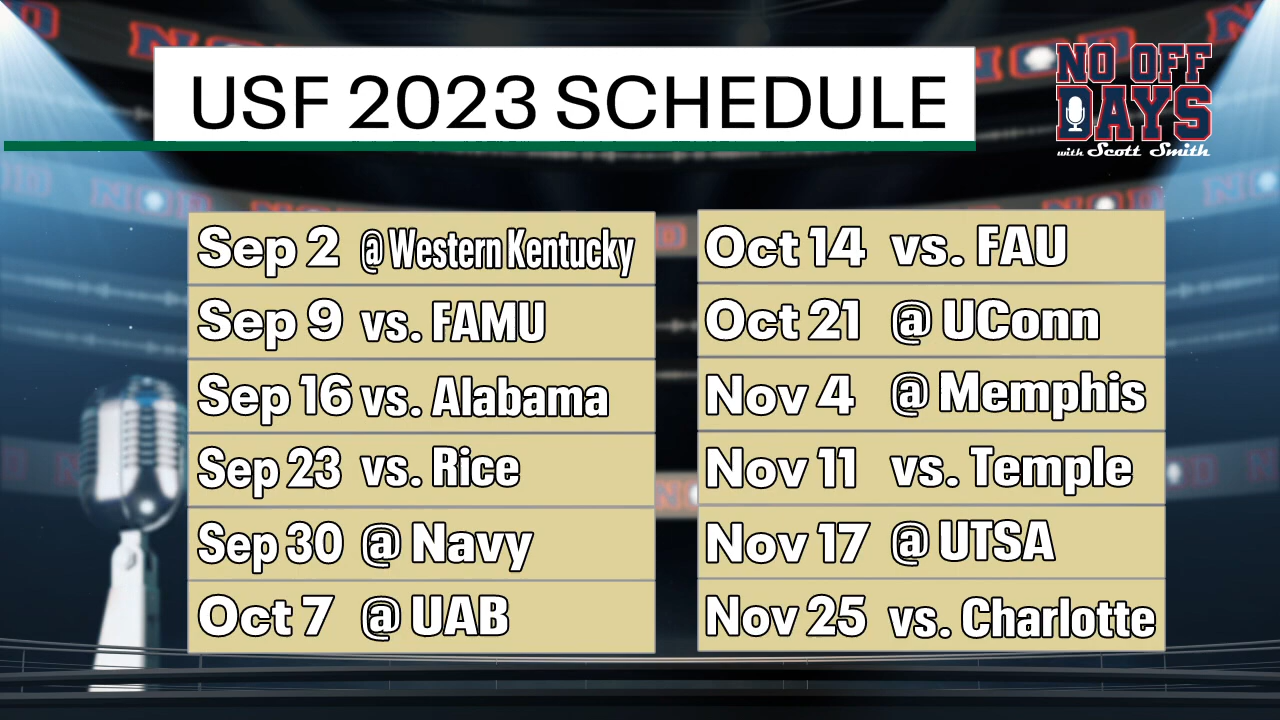 USF 2023 SCHEDULE
NO OFF
DAYS
with Scott Smith
Sep 2 @ Western Kentucky
Sep 9 vs. FAMU
Sep 16 vs. Alabama
Sep 23 vs. Rice
Sep 30 @ Navy
Oct 7 @ UAB
Oct 14 vs. FAU
Oct 21 @ UConn
Nov 4 @ Memphis
Nov 11 vs. Temple
Nov 17 @ UTSA
Nov 25 vs. Charlotte